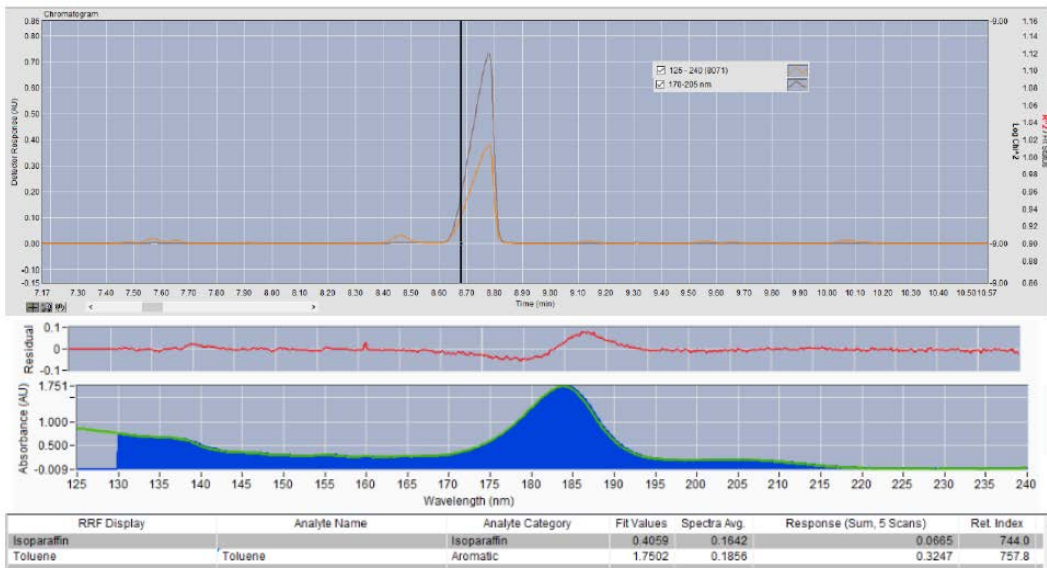 Chromatogram
0.86
0.80
0.70
0.60
0.50
0.40
0.30
0.20
0.10
0.00
-0.10
-0.15
Detector Response (AU)
125 - 240 (8071)
170-205 nm
-9.00
-9.00
-9.00
Log Chi^2
1.16
1.14
1.12
1.10
1.08
1.06
1.04
1.02
1.00
0.98
0.96
0.94
0.92
0.90
0.88
0.86
7.17 7.30 7.40 7.50 7.60 7.70 7.80 7.90 8.00 8.10 8.20 8.30 8.40 8.50 8.60 8.70 8.80 8.90 9.00 9.10 9.20 9.30 9.40 9.50 9.60 9.70 9.80 9.90 10.00 10.10 10.20 10.30 10.40 10.50 10.57
Time (min)
Residual
0.1
0
-0.1
Absorbance (AU)
1.751
1.000
0.500
-0.009
125 130 135 140 145 150 155 160 165 170 175 180 185 190 195 200 205 210 215 220 225 230 235 240
Wavelength (nm)
RRF Display Analyte Name Analyte Category Fit Values Spectra Avg. Response (Sum, 5 Scans) Ret. Index
Isoparaffin Isoparaffin 0.4059 0.1642 0.0665 744.0
Toluene Toluene Aromatic 1.7502 0.1856 0.3247 757.8